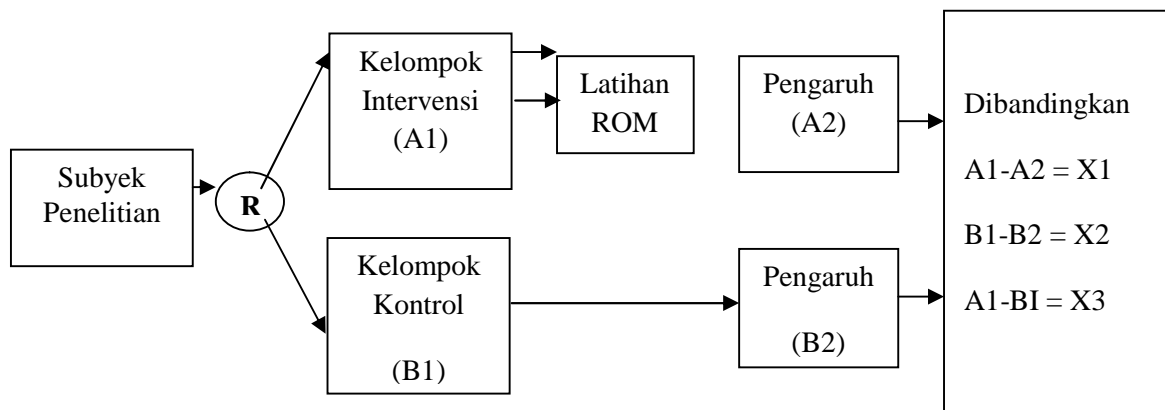 Subyek
Penelitian
R
Kelompok
Intervensi
(A1)
Latihan
ROM
Pengaruh
(A2)
Kelompok
Kontrol
(B1)
Pengaruh
(B2)
Dibandingkan
A1-A2 = X1
B1-B2 = X2
A1-BI = X3